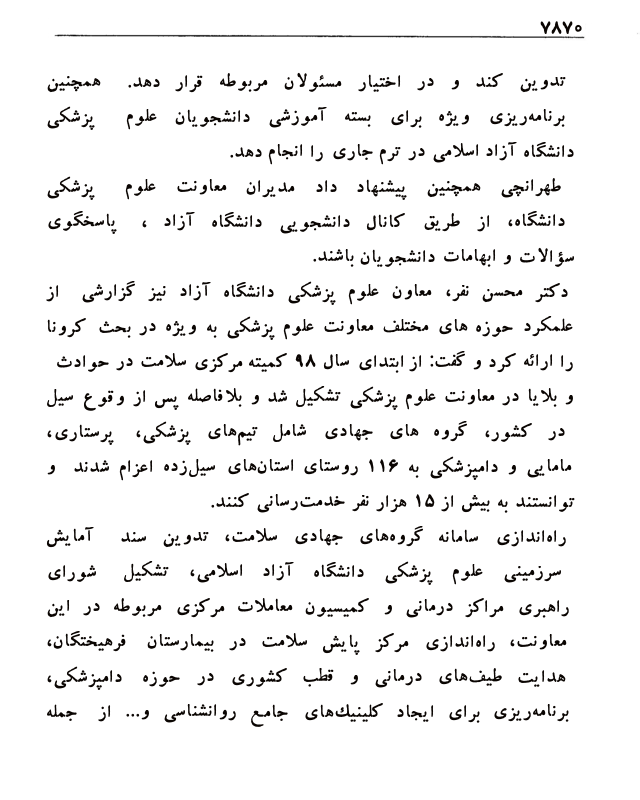 ۷۸۷۰
تدوین کند و در اختیار مسئولان مربوطه قرار دهد. همچنین
برنامه‌ریزی ویژه برای بسته آموزشی دانشجویان علوم پزشکی
دانشگاه آزاد اسلامی در ترم جاری را انجام دهد.
طهرانچی همچنین پیشنهاد داد مدیران معاونت علوم پزشکی
دانشگاه، از طریق کانال دانشجویی دانشگاه آزاد ، پاسخگوی
سؤالات و ابهامات دانشجویان باشند.
دکتر محسن نفر، معاون علوم پزشکی دانشگاه آزاد نیز گزارشی از
علمکرد حوزه های مختلف معاونت علوم پزشکی به ویژه در بحث کرونا
را ارائه کرد و گفت: از ابتدای سال ۹۸ کمیته مرکزی سلامت در حوادث
و بلایا در معاونت علوم پزشکی تشکیل شد و بلافاصله پس از وقوع سیل
در کشور، گروه های جهادی شامل تیم‌های پزشکی، پرستاری،
مامایی و دامپزشکی به ۱۱۶ روستای استان‌های سیل‌زده اعزام شدند و
توانستند به بیش از ۱۵ هزار نفر خدمت‌رسانی کنند.
راه‌اندازی سامانه گروه‌های جهادی سلامت، تدوین سند آمایش
سرزمینی علوم پزشکی دانشگاه آزاد اسلامی، تشکیل شورای
راهبری مراکز درمانی و کمیسیون معاملات مرکزی مربوطه در این
معاونت، راه‌اندازی مرکز پایش سلامت در بیمارستان فرهیختگان،
هدایت طیف‌های درمانی و قطب کشوری در حوزه دامپزشکی،
برنامه‌ریزی برای ایجاد کلینیك‌های جامع روانشناسی و... از جمله